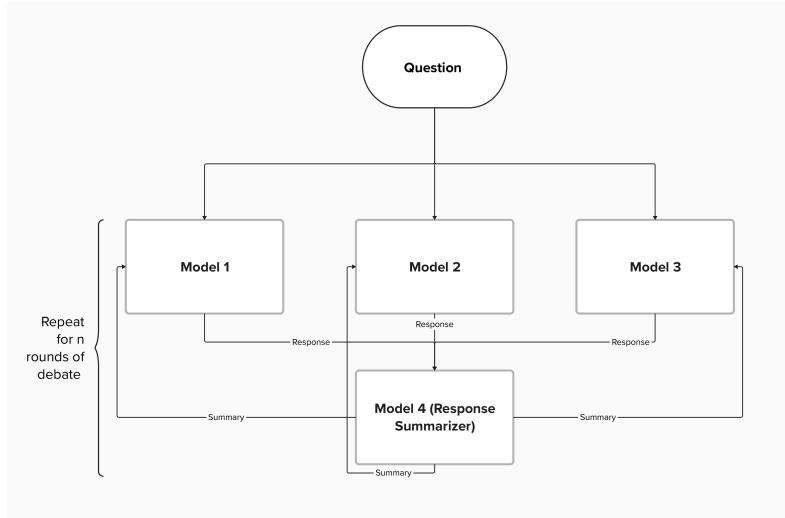 Question
Model 1
Model 2
Model 3
Repeat
for n
rounds of
debate
Response
Response
Response
Model 4 (Response
Summarizer)
Summary
Summary
Summary